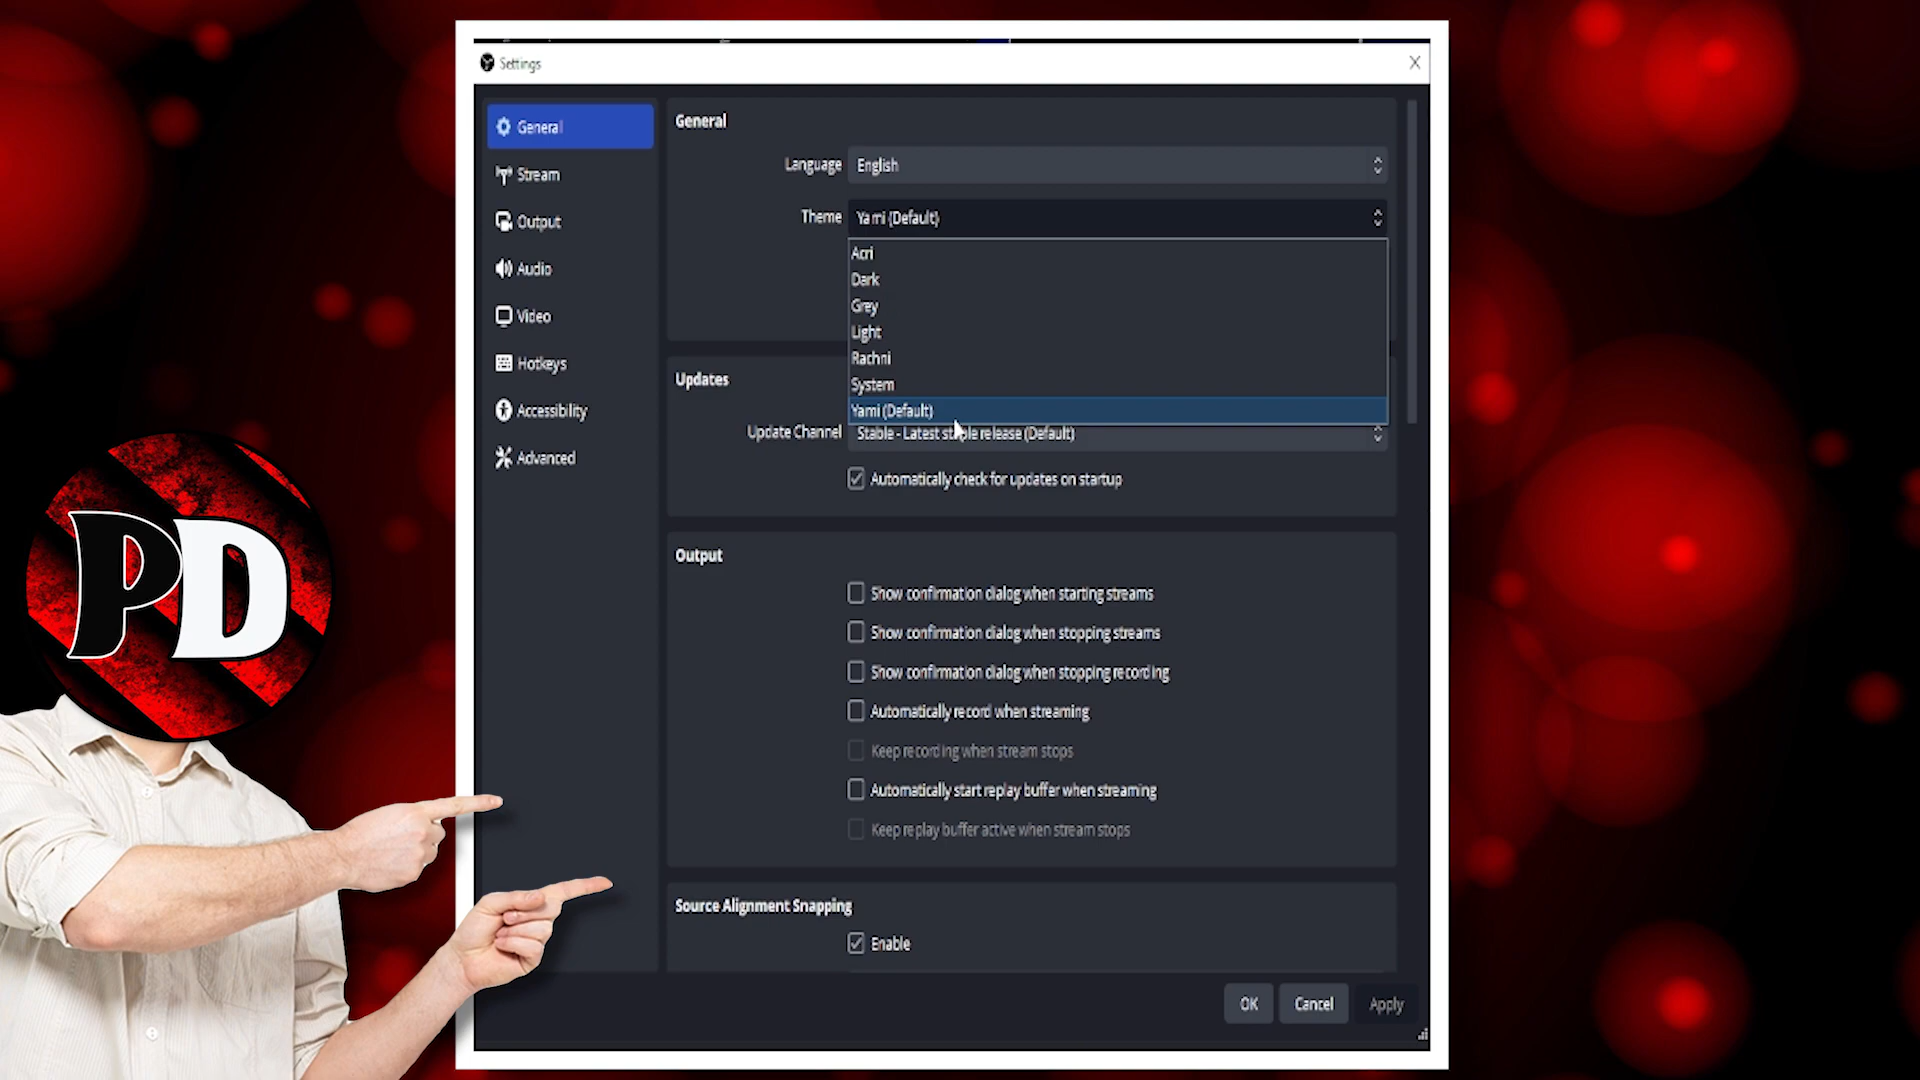 Settings
General
Stream
Output
Audio
Video
Hotkeys
Accessibility
Advanced
General
Language English
Theme Yami (Default)
Acri
Dark
Grey
Light
Rachni
System
Yami (Default)
Updates
Update Channel Stable - Latest stable release (Default)
Automatically check for updates on startup
Output
Show confirmation dialog when starting streams
Show confirmation dialog when stopping streams
Show confirmation dialog when stopping recording
Automatically record when streaming
Keep recording when stream stops
Automatically start replay buffer when streaming
Keep replay buffer active when stream stops
Source Alignment Snapping
Enable
OK Cancel Apply
PD